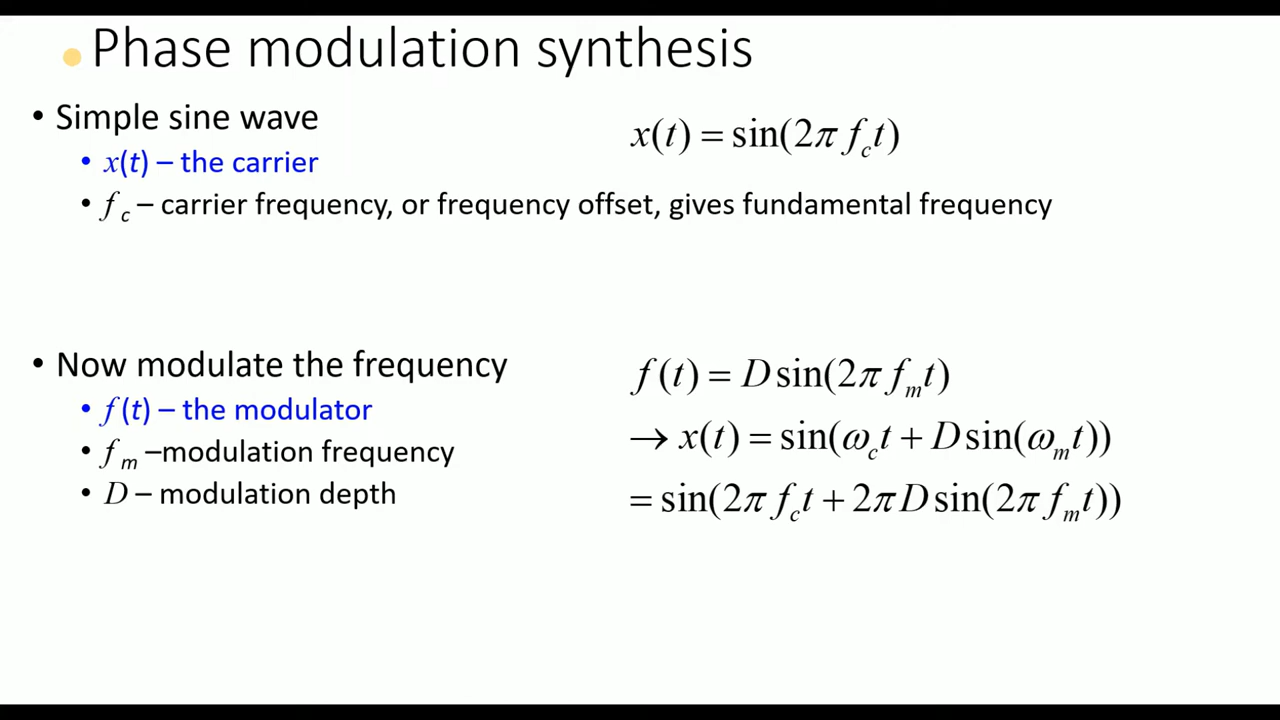 • Phase modulation synthesis
• Simple sine wave
x(t) = sin(2π f_c t)
• x(t) – the carrier
• f_c – carrier frequency, or frequency offset, gives fundamental frequency
• Now modulate the frequency
f(t) = D sin(2π f_m t)
• f(t) – the modulator
→ x(t) = sin(ω_c t + D sin(ω_m t))
• f_m –modulation frequency
• D – modulation depth
= sin(2π f_c t + 2π D sin(2π f_m t))